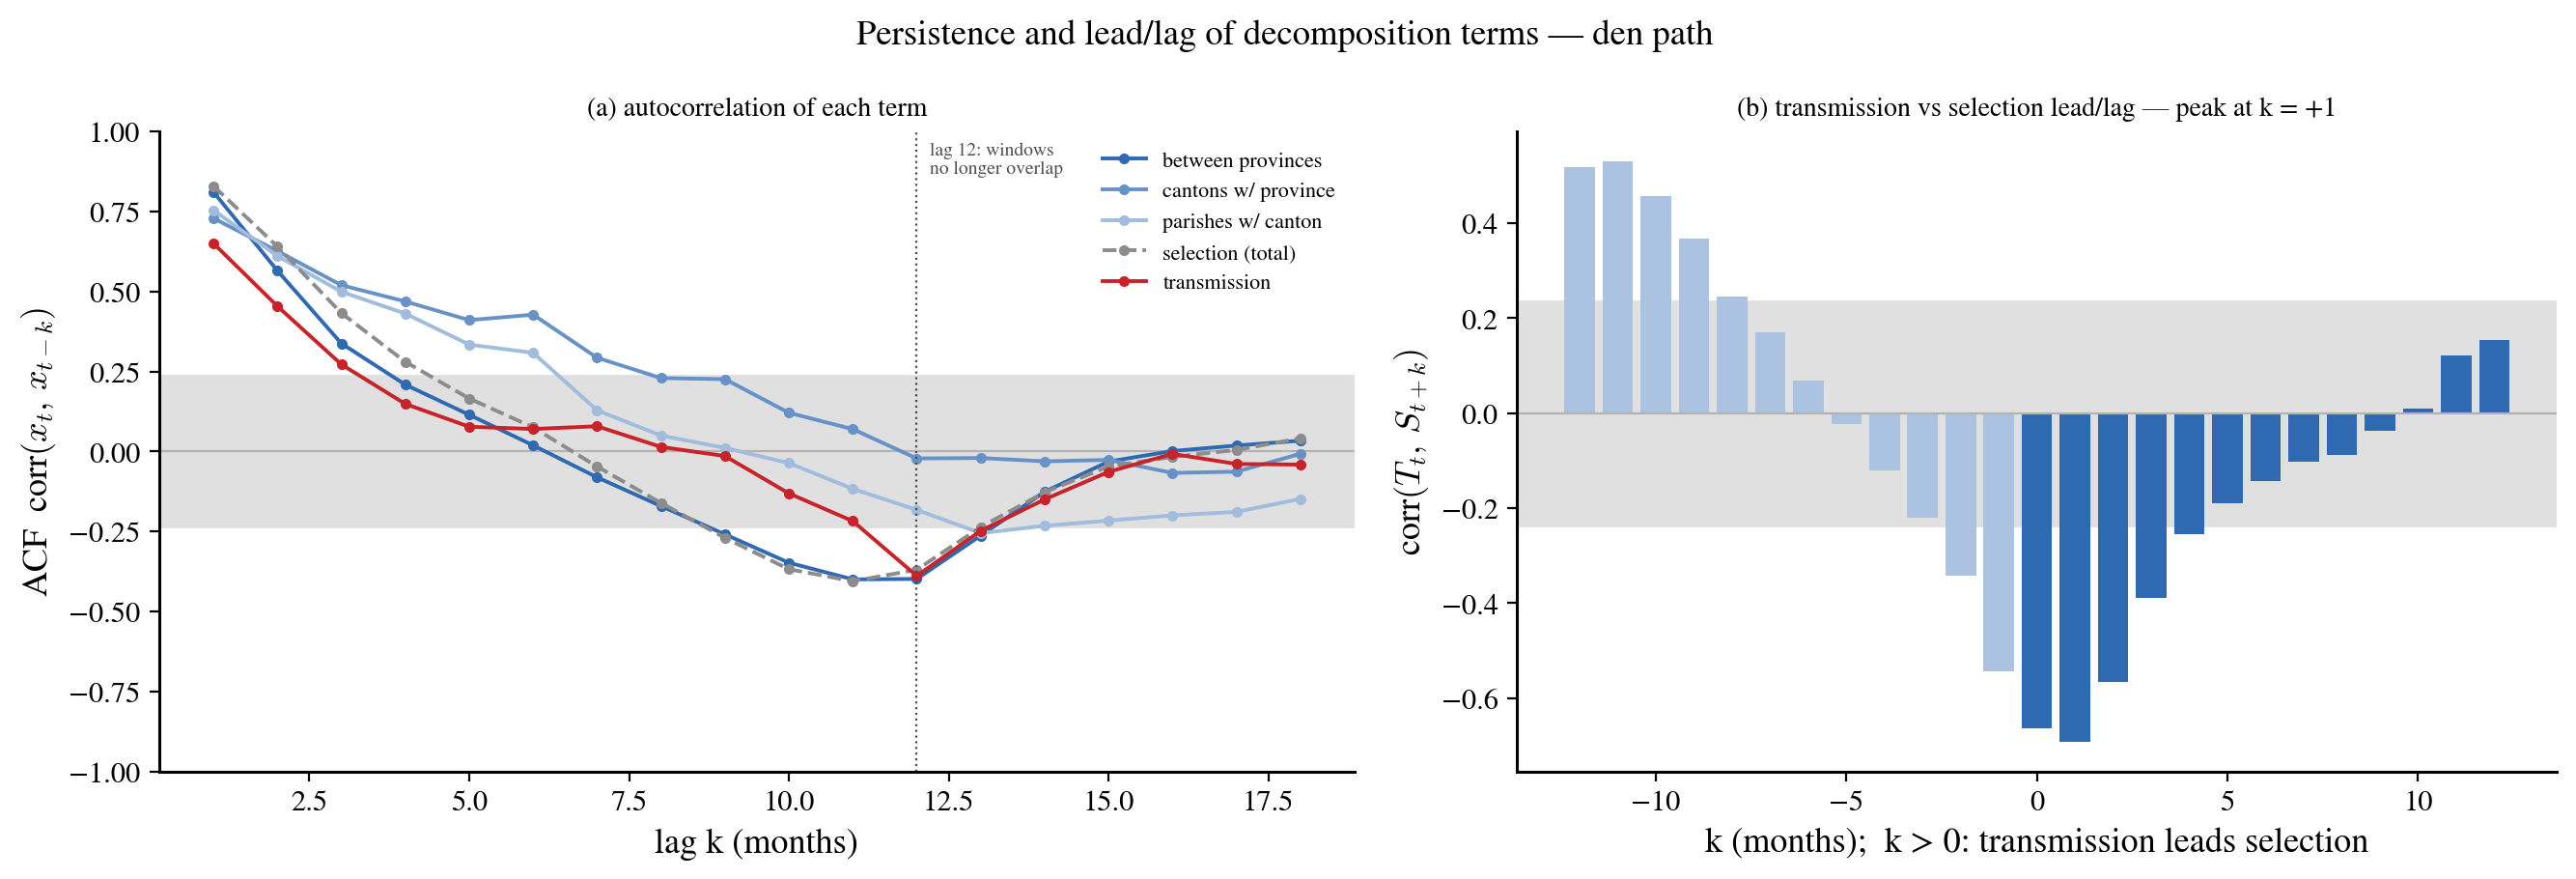 Persistence and lead/lag of decomposition terms — den path
(a) autocorrelation of each term
1.00
0.75
0.50
0.25
0.00
−0.25
−0.50
−0.75
−1.00
ACF corr(x_t, x_{t−k})
lag 12: windows
no longer overlap
between provinces
cantons w/ province
parishes w/ canton
selection (total)
transmission
2.5 5.0 7.5 10.0 12.5 15.0 17.5
lag k (months)
(b) transmission vs selection lead/lag — peak at k = +1
0.4
0.2
0.0
−0.2
−0.4
−0.6
corr(T_t, S_{t+k})
−10 −5 0 5 10
k (months); k > 0: transmission leads selection